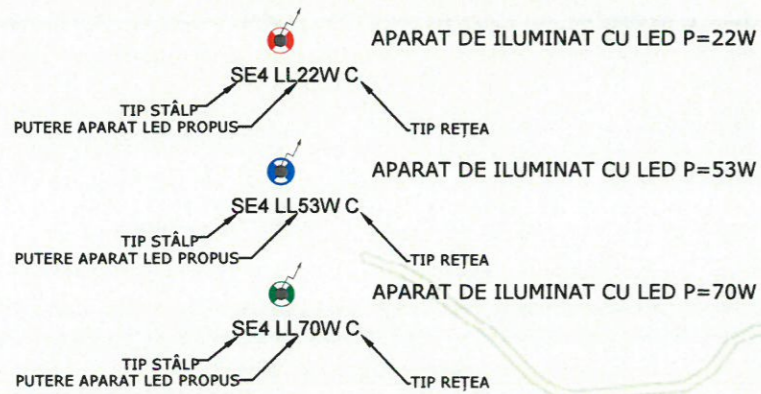 APARAT DE ILUMINAT CU LED P=22W
SE4 LL22W C
TIP STÂLP
PUTERE APARAT LED PROPUS
TIP REȚEA
APARAT DE ILUMINAT CU LED P=53W
SE4 LL53W C
TIP STÂLP
PUTERE APARAT LED PROPUS
TIP REȚEA
APARAT DE ILUMINAT CU LED P=70W
SE4 LL70W C
TIP STÂLP
PUTERE APARAT LED PROPUS
TIP REȚEA